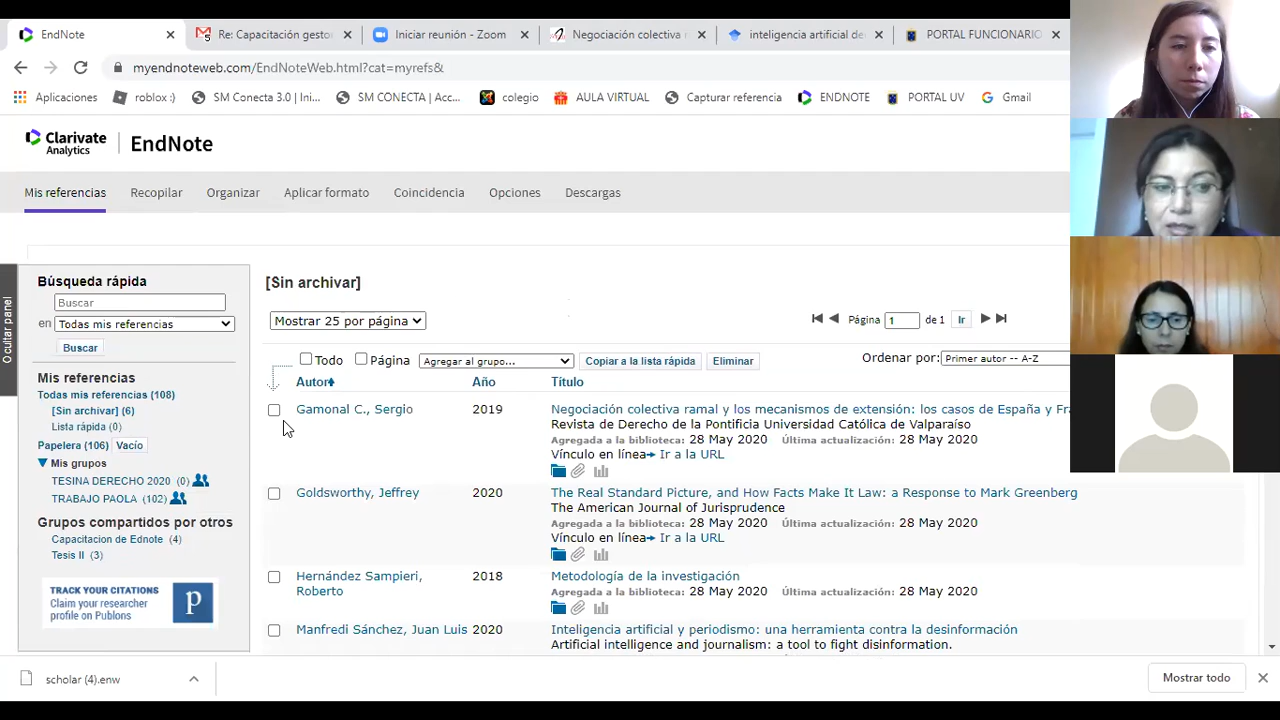 EndNote
Re: Capacitación gesto
Iniciar reunión - Zoom
Negociación colectiva r
inteligencia artificial de
PORTAL FUNCIONARIO
myendnoteweb.com/EndNoteWeb.html?cat=myrefs&
Aplicaciones
roblox :)
SM Conecta 3.0 | Ini...
SM CONECTA | Acc...
colegio
AULA VIRTUAL
Capturar referencia
ENDNOTE
PORTAL UV
Gmail
Clarivate
Analytics
EndNote
Mis referencias
Recopilar
Organizar
Aplicar formato
Coincidencia
Opciones
Descargas
Ocultar panel
Búsqueda rápida
Buscar
en Todas mis referencias
Buscar
Mis referencias
Todas mis referencias (108)
[Sin archivar] (6)
Lista rápida (0)
Papelera (106) Vacío
Mis grupos
TESINA DERECHO 2020 (0)
TRABAJO PAOLA (102)
Grupos compartidos por otros
Capacitacion de Ednote (4)
Tesis II (3)
TRACK YOUR CITATIONS
Claim your researcher
profile on Publons
p
[Sin archivar]
Mostrar 25 por página
Página 1 de 1 Ir
Todo Página Agregar al grupo... Copiar a la lista rápida Eliminar
Ordenar por: Primer autor -- A-Z
Autor Año Título
Gamonal C., Sergio 2019 Negociación colectiva ramal y los mecanismos de extensión: los casos de España y Fra
Revista de Derecho de la Pontificia Universidad Católica de Valparaíso
Agregada a la biblioteca: 28 May 2020 Última actualización: 28 May 2020
Vínculo en línea Ir a la URL
Goldsworthy, Jeffrey 2020 The Real Standard Picture, and How Facts Make It Law: a Response to Mark Greenberg
The American Journal of Jurisprudence
Agregada a la biblioteca: 28 May 2020 Última actualización: 28 May 2020
Vínculo en línea Ir a la URL
Hernández Sampieri, 2018 Metodología de la investigación
Roberto Agregada a la biblioteca: 28 May 2020 Última actualización: 28 May 2020
Manfredi Sánchez, Juan Luis 2020 Inteligencia artificial y periodismo: una herramienta contra la desinformación
Artificial intelligence and journalism: a tool to fight disinformation.
scholar (4).enw
Mostrar todo